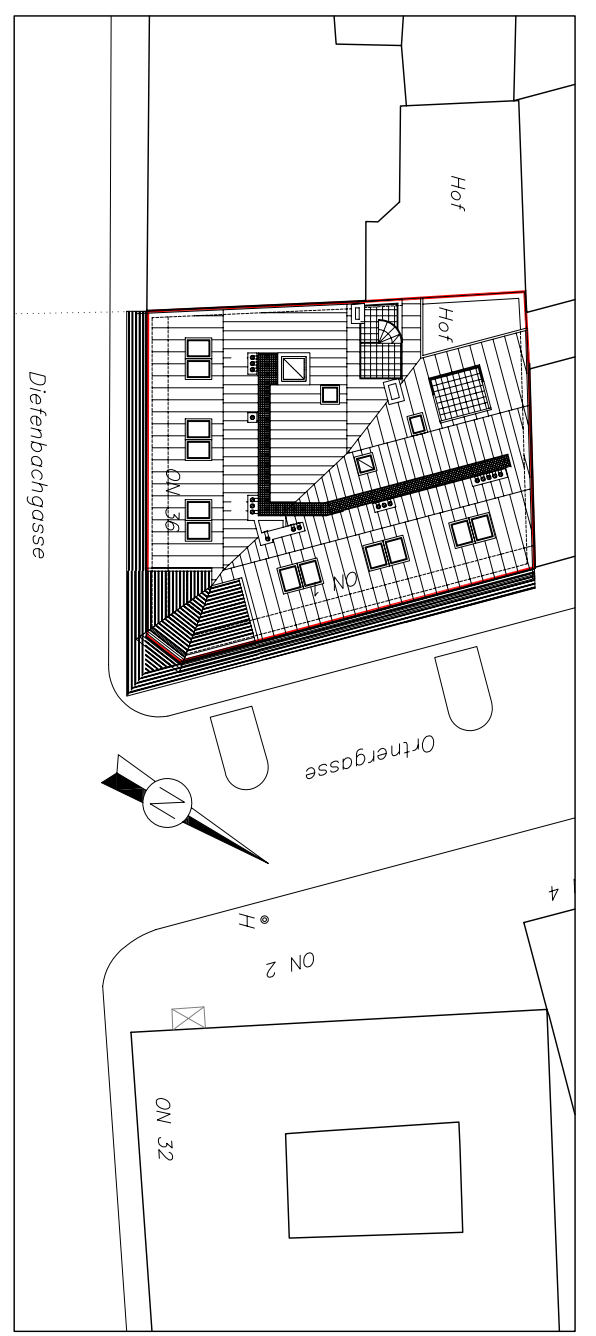 Hof
Hof
Diefenbachgasse
ON 36
ON 1
Ortnergasse
N
4
H
ON 2
ON 32